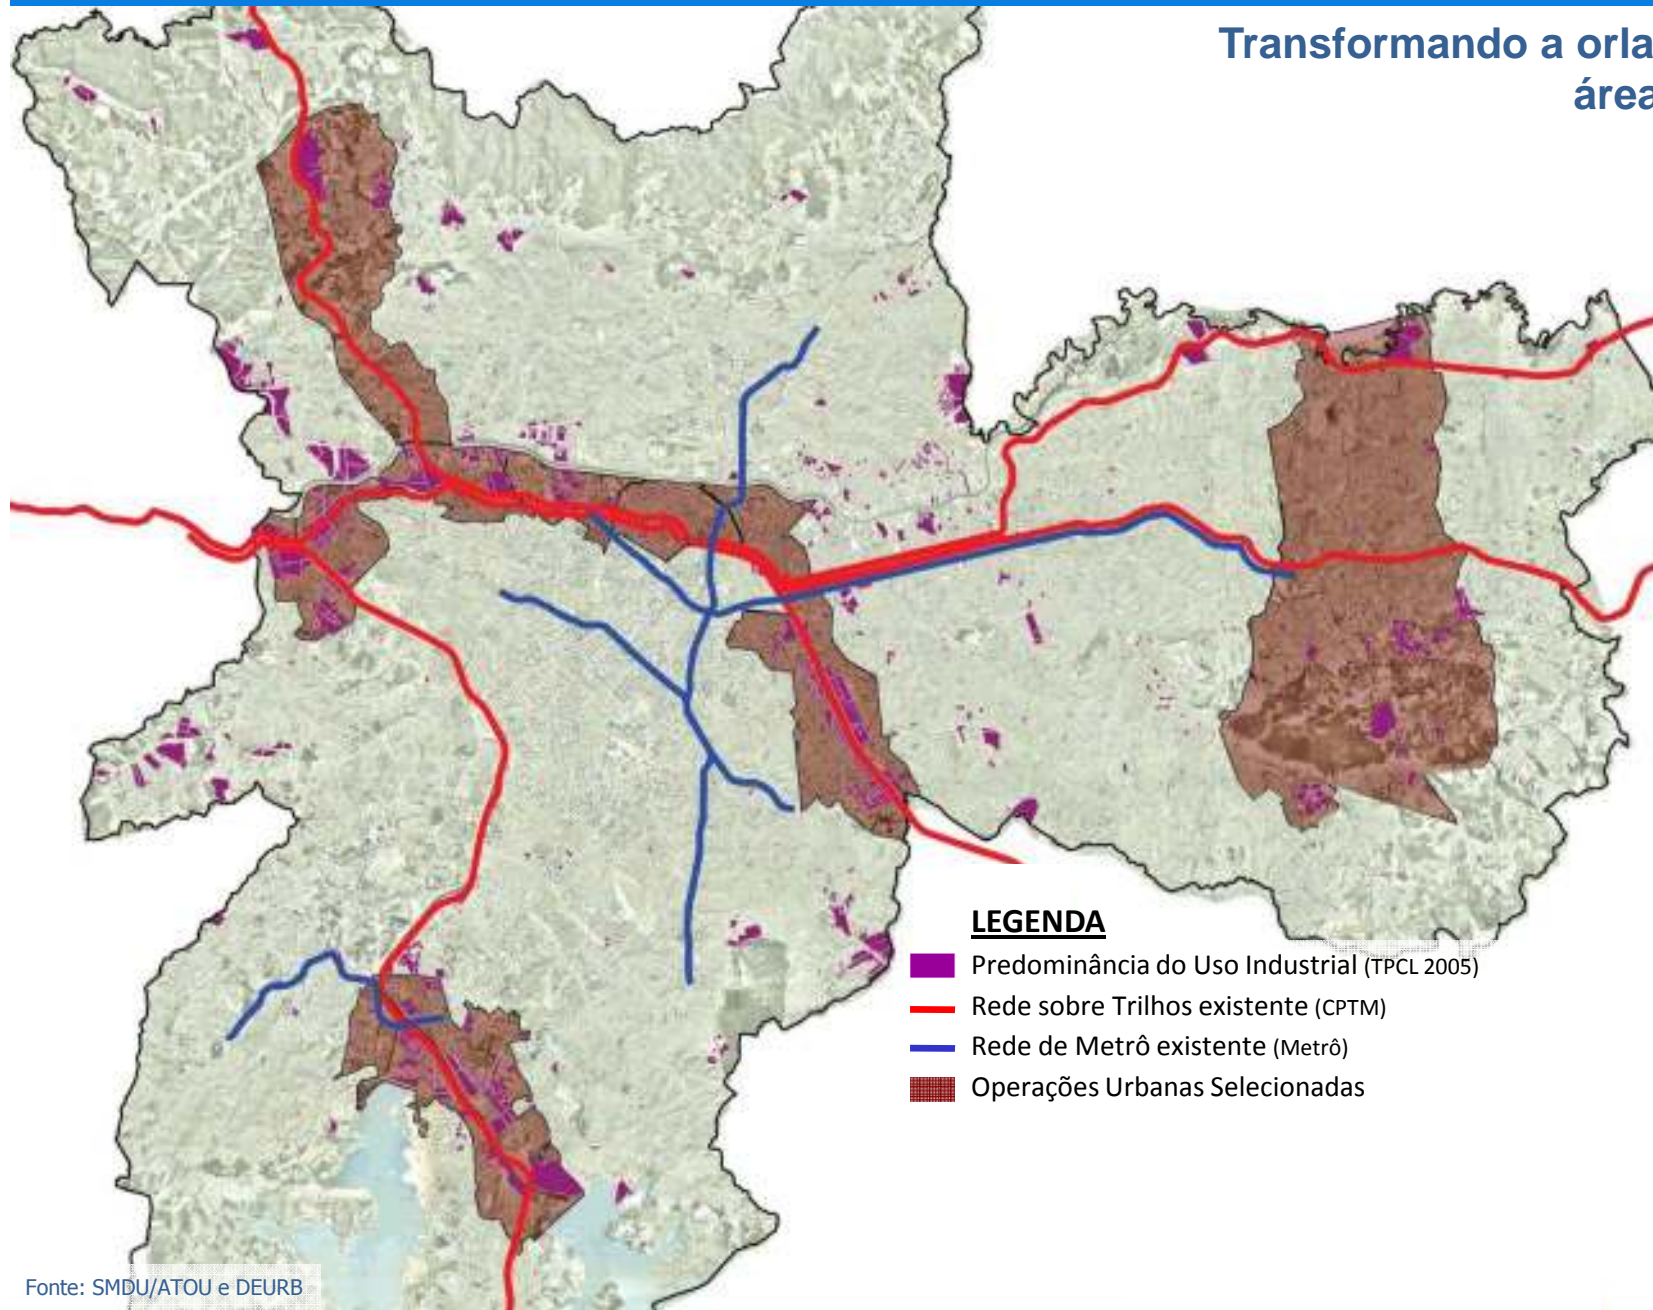 Transformando a orla
área
LEGENDA
Predominância do Uso Industrial (TPCL 2005)
Rede sobre Trilhos existente (CPTM)
Rede de Metrô existente (Metrô)
Operações Urbanas Selecionadas
Fonte: SMDU/ATOU e DEURB